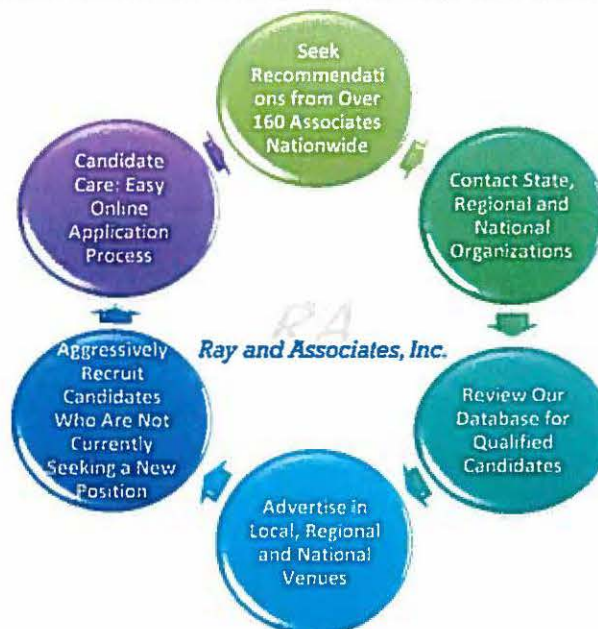 Seek
Recommendati
ons from Over
160 Associates
Nationwide
Contact State,
Regional and
National
Organizations
Review Our
Database for
Qualified
Candidates
Advertise in
Local, Regional
and National
Venues
Aggressively
Recruit
Candidates
Who Are Not
Currently
Seeking a New
Position
Candidate
Care: Easy
Online
Application
Process
RA
Ray and Associates, Inc.